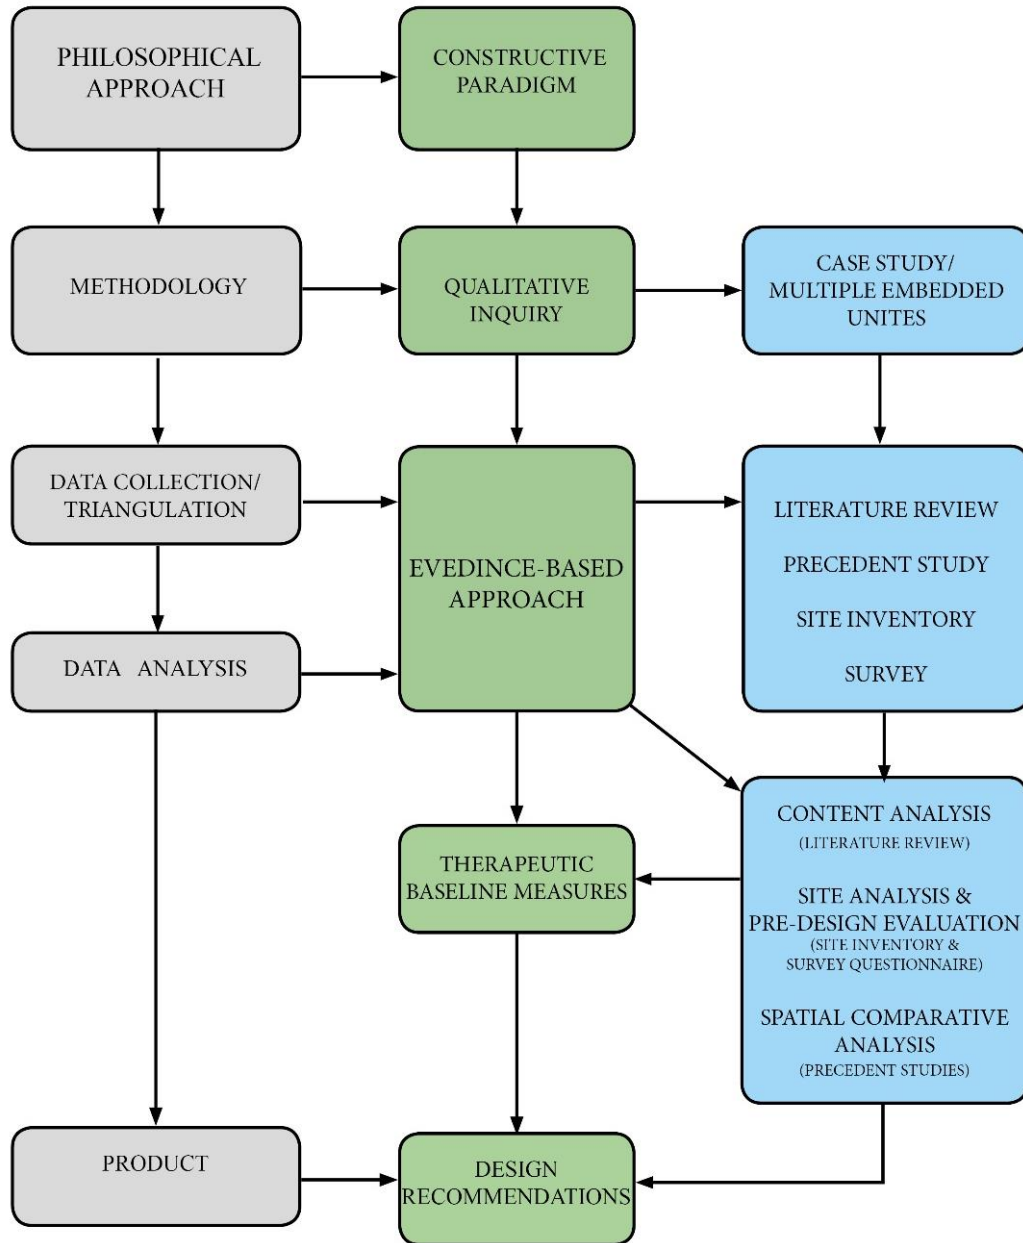 PHILOSOPHICAL
APPROACH
CONSTRUCTIVE
PARADIGM
METHODOLOGY
QUALITATIVE
INQUIRY
CASE STUDY/
MULTIPLE EMBEDDED
UNITES
DATA COLLECTION/
TRIANGULATION
EVEDINCE-BASED
APPROACH
LITERATURE REVIEW
PRECEDENT STUDY
SITE INVENTORY
SURVEY
DATA ANALYSIS
THERAPEUTIC
BASELINE MEASURES
CONTENT ANALYSIS
(LITERATURE REVIEW)
SITE ANALYSIS &
PRE-DESIGN EVALUATION
(SITE INVENTORY &
SURVEY QUESTIONNAIRE)
SPATIAL COMPARATIVE
ANALYSIS
(PRECEDENT STUDIES)
PRODUCT
DESIGN
RECOMMENDATIONS